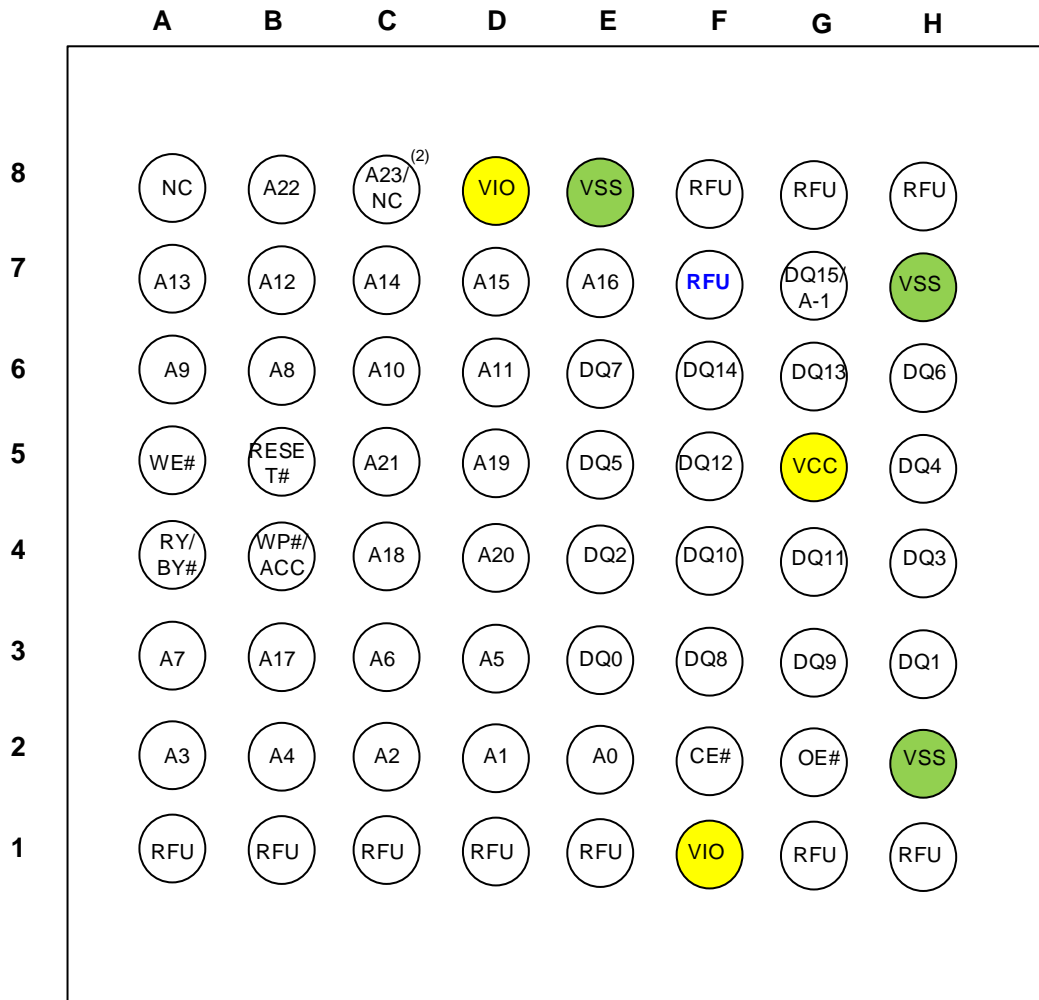 A B C D E F G H
8 NC A22 A23/ NC (2) VIO VSS RFU RFU RFU
7 A13 A12 A14 A15 A16 RFU DQ15/ A-1 VSS
6 A9 A8 A10 A11 DQ7 DQ14 DQ13 DQ6
5 WE# RESE T# A21 A19 DQ5 DQ12 VCC DQ4
4 RY/ BY# WP#/ ACC A18 A20 DQ2 DQ10 DQ11 DQ3
3 A7 A17 A6 A5 DQ0 DQ8 DQ9 DQ1
2 A3 A4 A2 A1 A0 CE# OE# VSS
1 RFU RFU RFU RFU RFU VIO RFU RFU